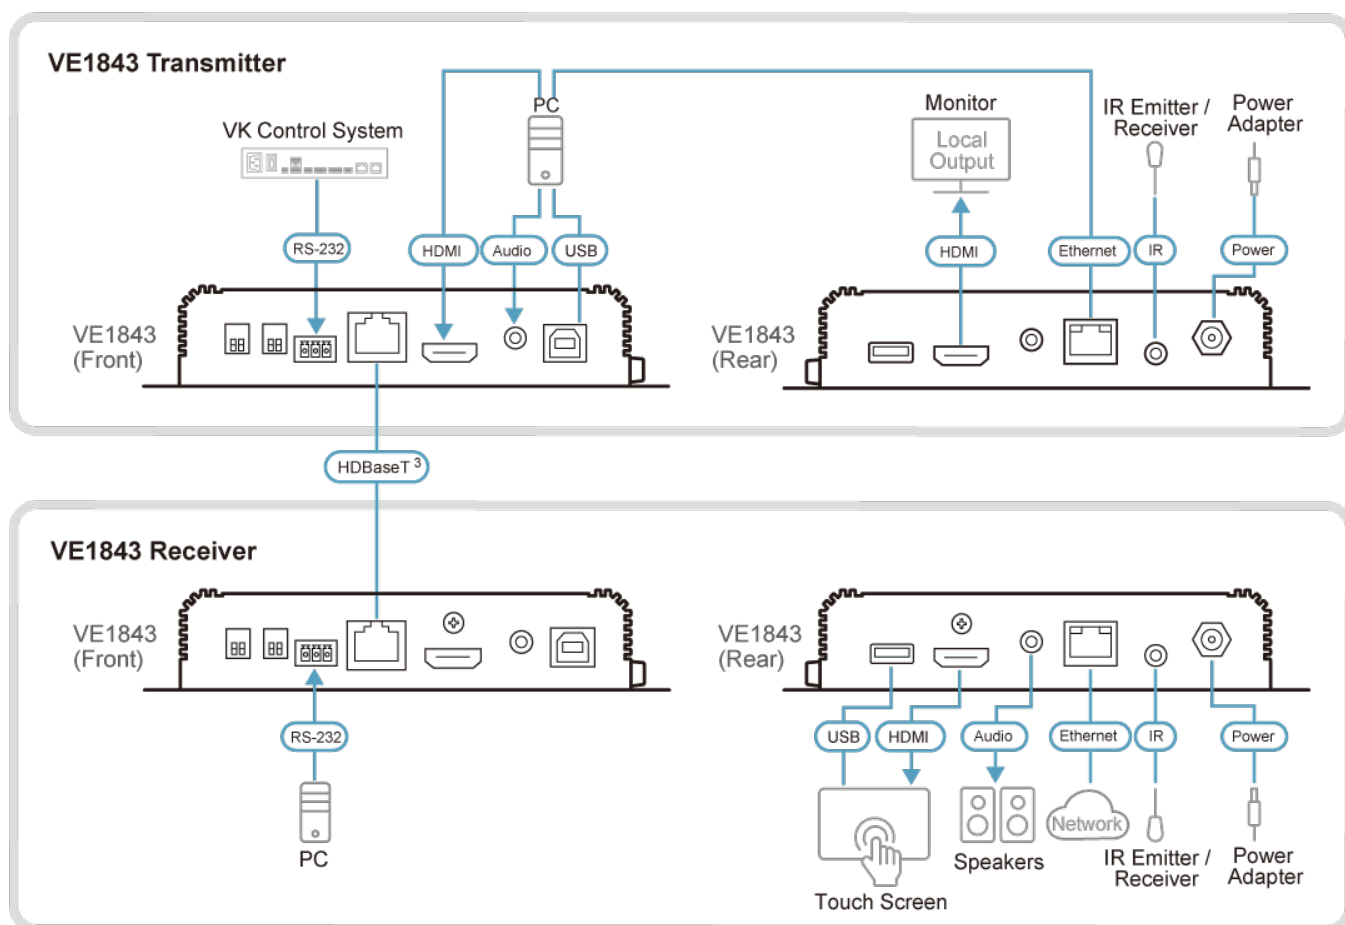 VE1843 Transmitter
VK Control System
PC
Monitor
Local
Output
IR Emitter /
Receiver
Power
Adapter
RS-232
HDMI
Audio
USB
HDMI
Ethernet
IR
Power
VE1843
(Front)
VE1843
(Rear)
HDBaseT 3
VE1843 Receiver
VE1843
(Front)
VE1843
(Rear)
RS-232
USB
HDMI
Audio
Ethernet
IR
Power
PC
Touch Screen
Speakers
Network
IR Emitter /
Receiver
Power
Adapter